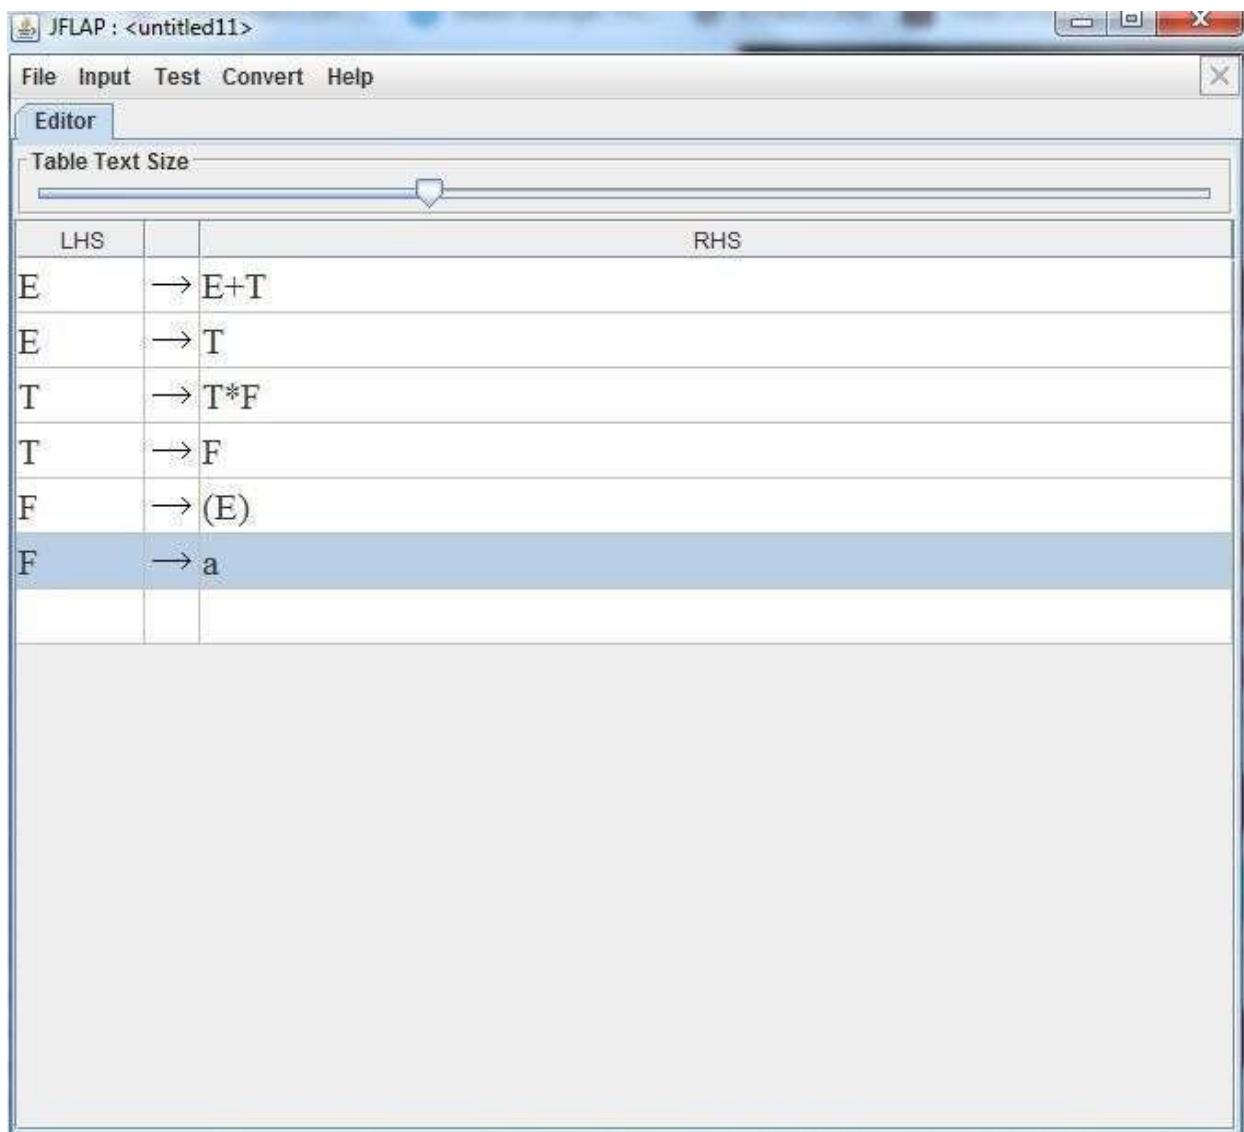 JFLAP : <untitled11>
File Input Test Convert Help
Editor
Table Text Size
LHS RHS
E → E+T
E → T
T → T*F
T → F
F → (E)
F → a